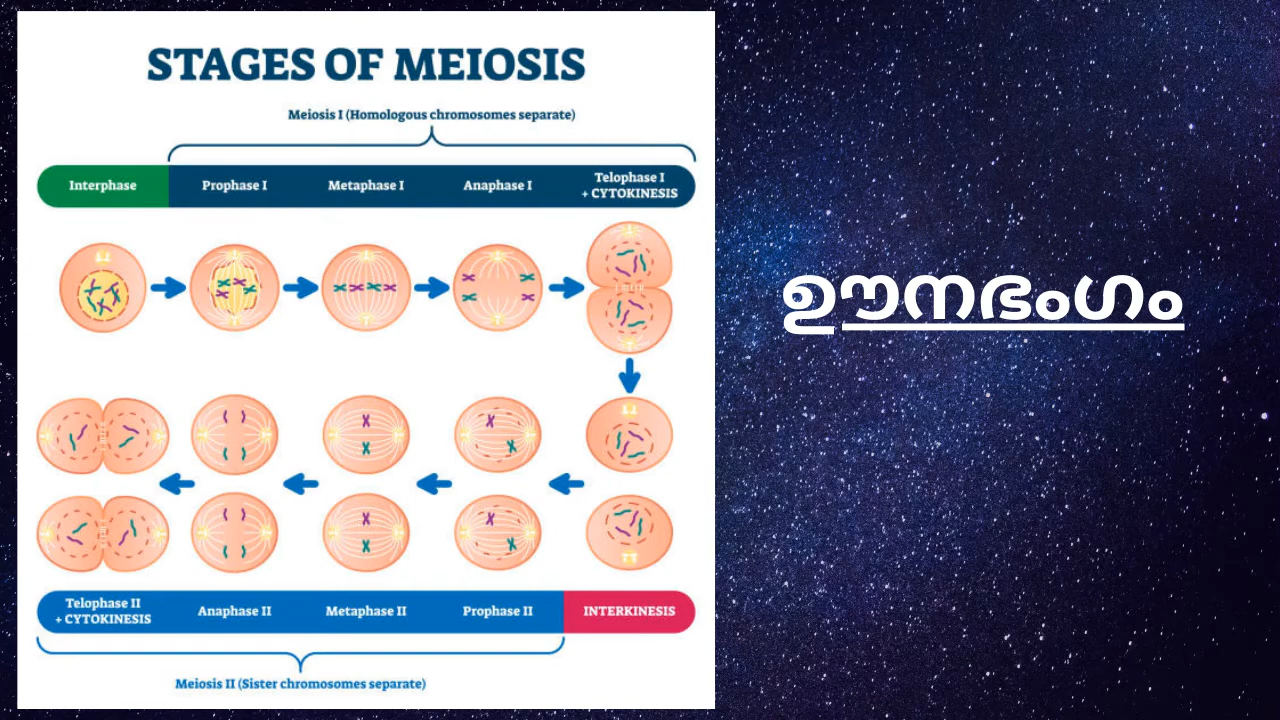 STAGES OF MEIOSIS
Meiosis I (Homologous chromosomes separate)
Interphase
Prophase I
Metaphase I
Anaphase I
Telophase I
+ CYTOKINESIS
Telophase II
+ CYTOKINESIS
Anaphase II
Metaphase II
Prophase II
INTERKINESIS
Meiosis II (Sister chromosomes separate)
ഊനഭംഗം